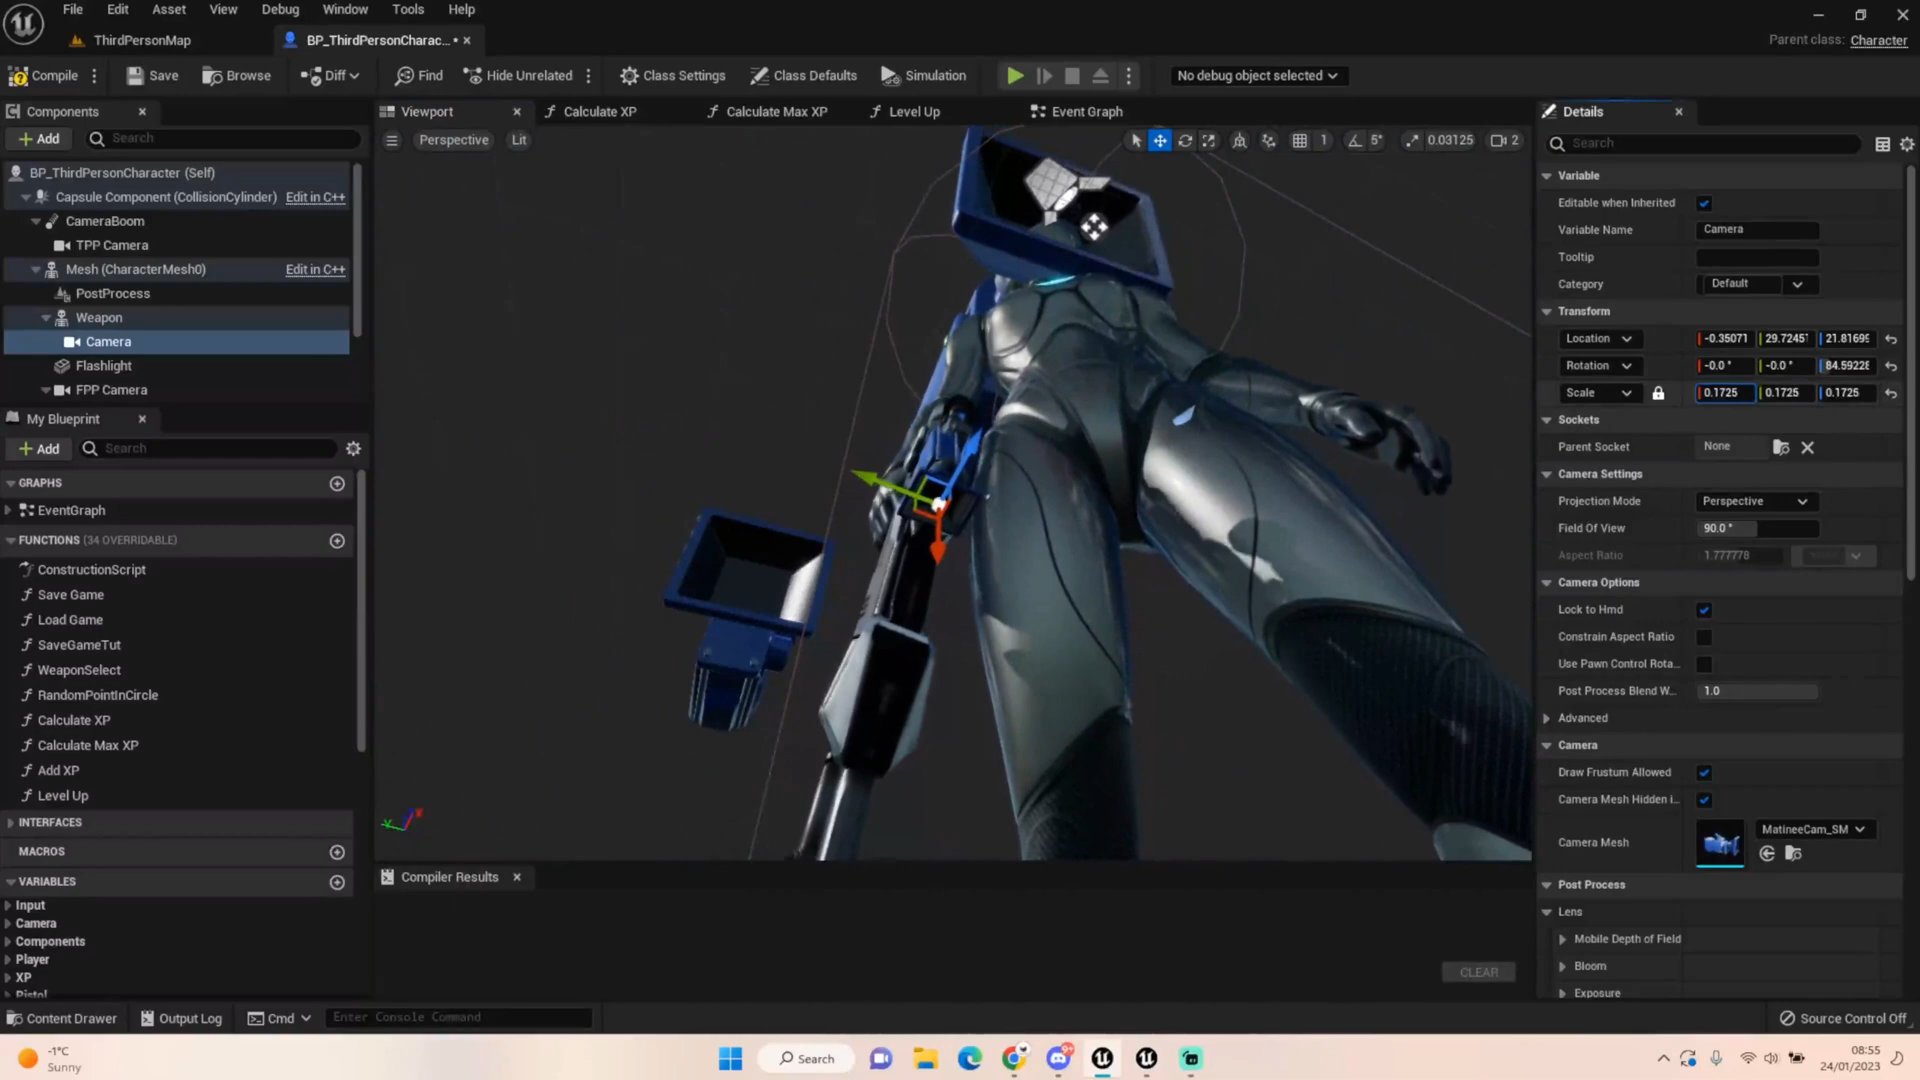 File Edit Asset View Debug Window Tools Help
ThirdPersonMap
BP_ThirdPersonCharac...
Parent class: Character
Compile
Save
Browse
Diff
Find
Hide Unrelated
Class Settings
Class Defaults
Simulation
No debug object selected
Components
Add
Search
BP_ThirdPersonCharacter (Self)
Capsule Component (CollisionCylinder) Edit in C++
CameraBoom
TPP Camera
Mesh (CharacterMesh0) Edit in C++
PostProcess
Weapon
Camera
Flashlight
FPP Camera
My Blueprint
Add
Search
GRAPHS
EventGraph
FUNCTIONS (34 OVERRIDABLE)
ConstructionScript
Save Game
Load Game
SaveGameTut
WeaponSelect
RandomPointInCircle
Calculate XP
Calculate Max XP
Add XP
Level Up
INTERFACES
MACROS
VARIABLES
Input
Camera
Components
Player
XP
Pistol
Viewport
Calculate XP
Calculate Max XP
Level Up
Event Graph
Perspective
Lit
1
5°
0.03125
2
Compiler Results
CLEAR
Details
Search
Variable
Editable when Inherited
Variable Name Camera
Tooltip
Category Default
Transform
Location -0.35071 29.72451 21.81699
Rotation -0.0 ° -0.0 ° 84.59228
Scale 0.1725 0.1725 0.1725
Sockets
Parent Socket None
Camera Settings
Projection Mode Perspective
Field Of View 90.0 °
Aspect Ratio 1.777778
Camera Options
Lock to Hmd
Constrain Aspect Ratio
Use Pawn Control Rota...
Post Process Blend W... 1.0
Advanced
Camera
Draw Frustum Allowed
Camera Mesh Hidden i...
Camera Mesh MatineeCam_SM
Post Process
Lens
Mobile Depth of Field
Bloom
Exposure
Content Drawer
Output Log
Cmd
Enter Console Command
Source Control Off
-1°C
Sunny
Search
9+
08:55
24/01/2023